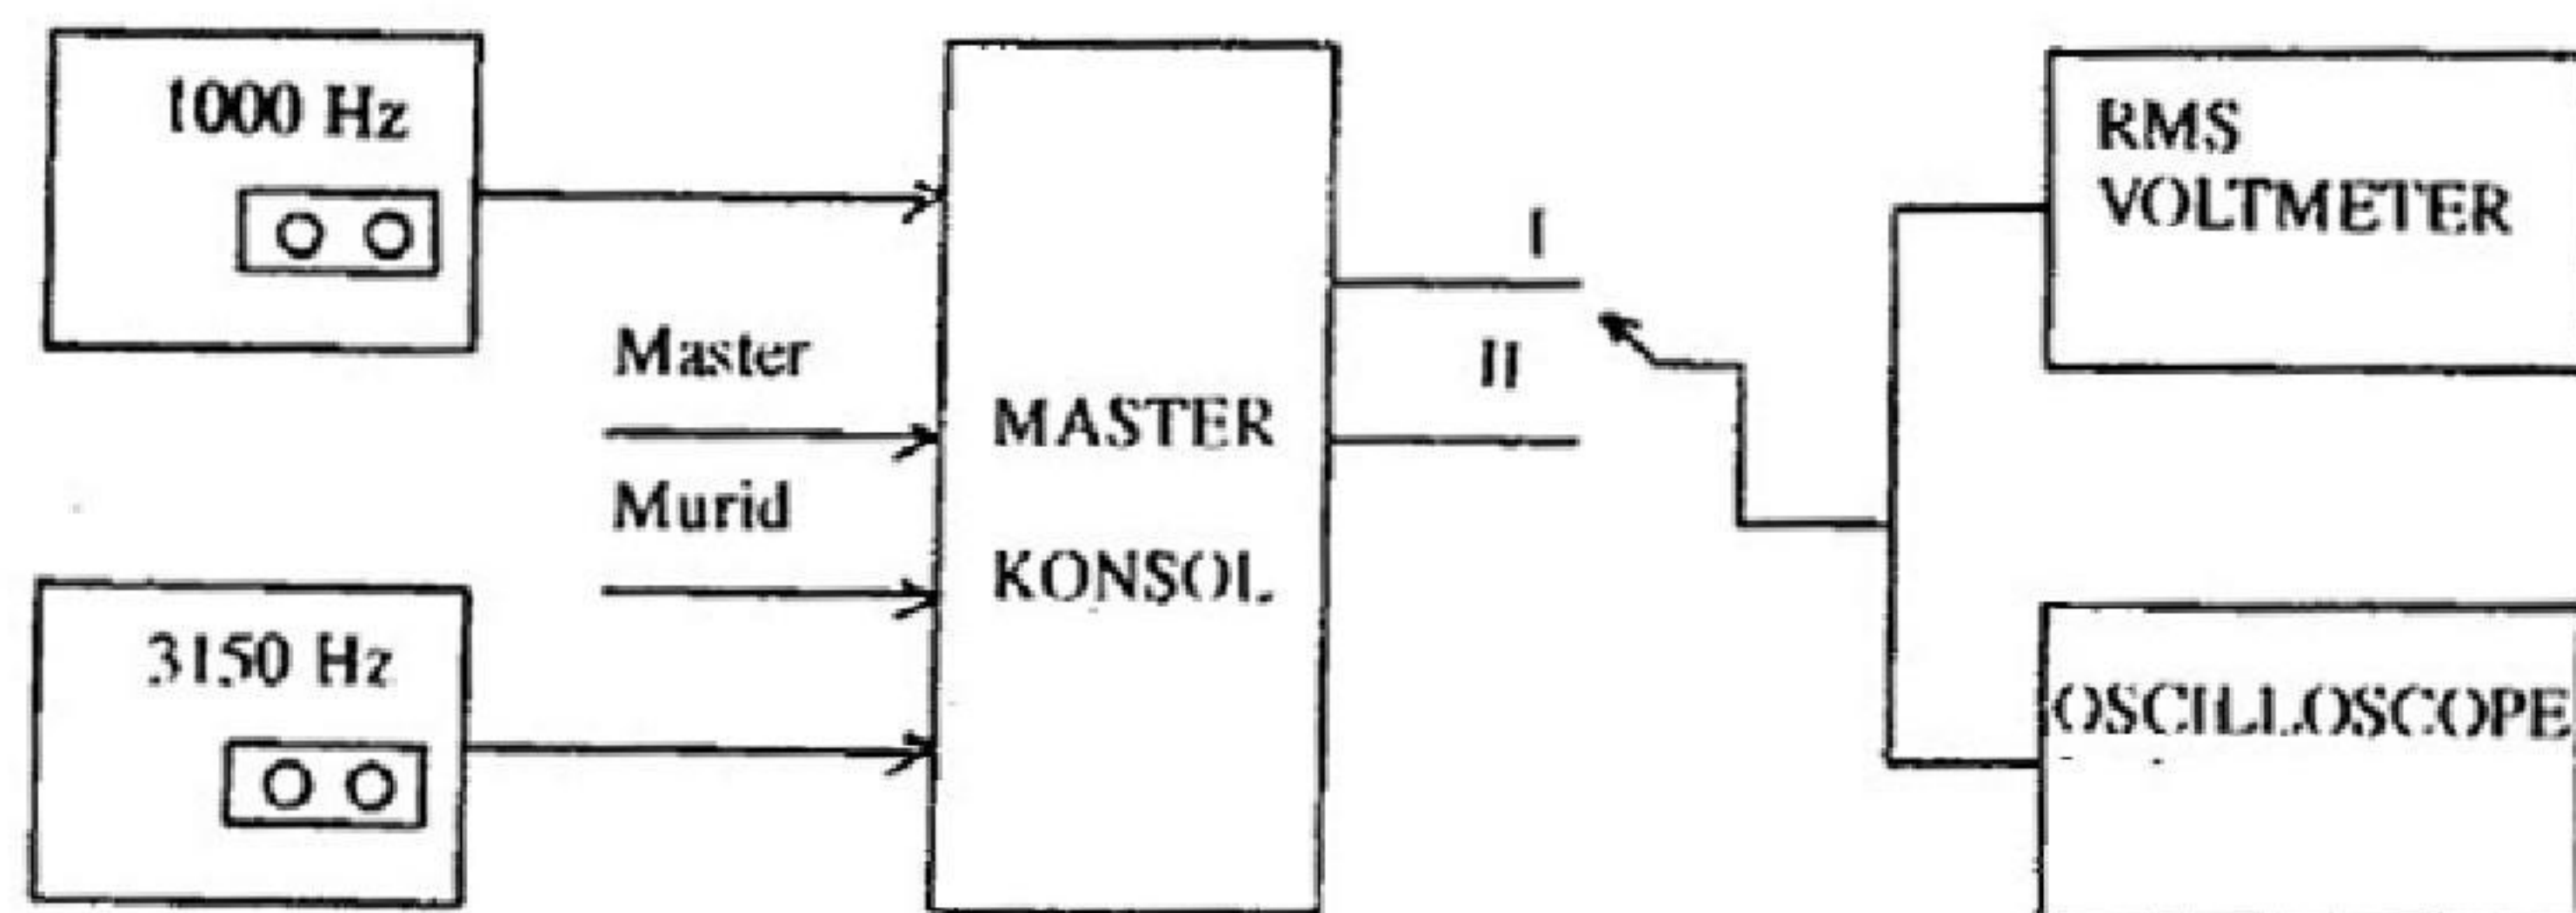 1000 Hz
Master
Murid
3150 Hz
MASTER
KONSOL
I
II
RMS
VOLTMETER
OSCILLOSCOPE